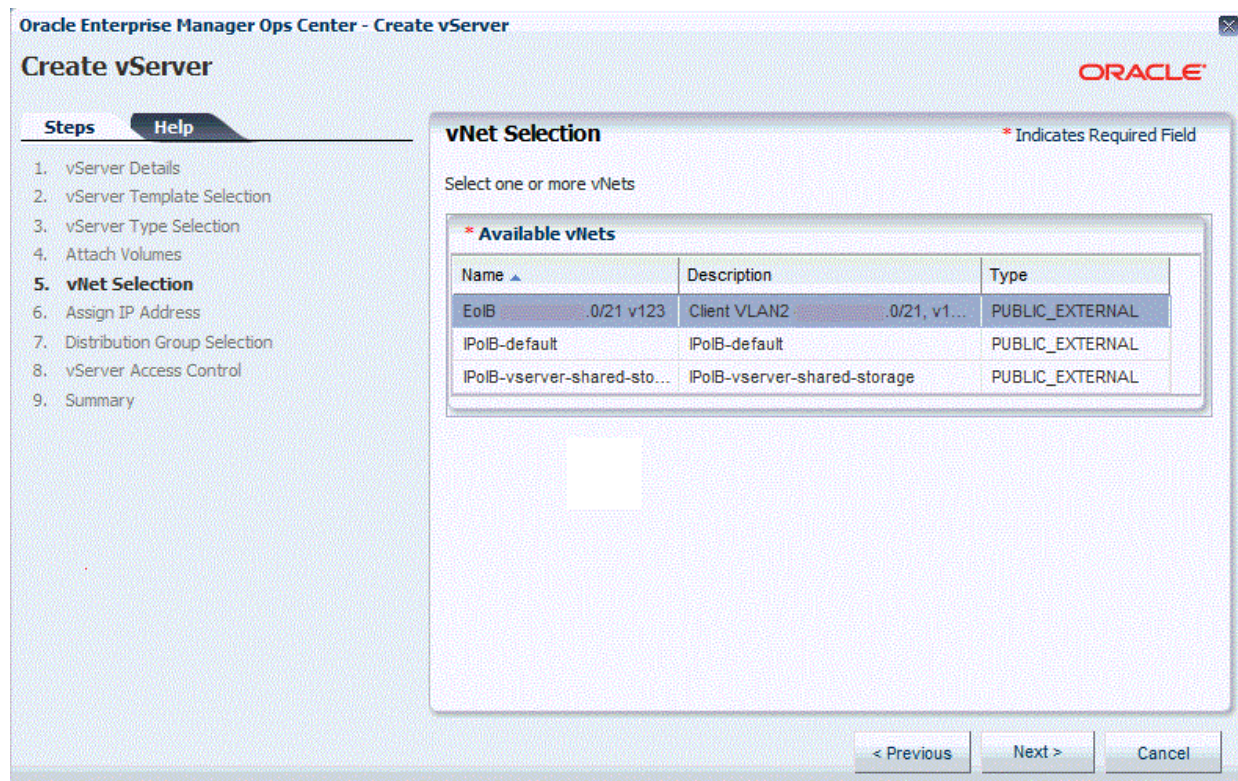 Oracle Enterprise Manager Ops Center - Create vServer
Create vServer
ORACLE
Steps Help
1. vServer Details
2. vServer Template Selection
3. vServer Type Selection
4. Attach Volumes
5. vNet Selection
6. Assign IP Address
7. Distribution Group Selection
8. vServer Access Control
9. Summary
vNet Selection
* Indicates Required Field
Select one or more vNets
* Available vNets
Name Description Type
EoIB .0/21 v123 Client VLAN2 .0/21, v1... PUBLIC_EXTERNAL
IPoIB-default IPoIB-default PUBLIC_EXTERNAL
IPoIB-vserver-shared-sto... IPoIB-vserver-shared-storage PUBLIC_EXTERNAL
< Previous Next > Cancel